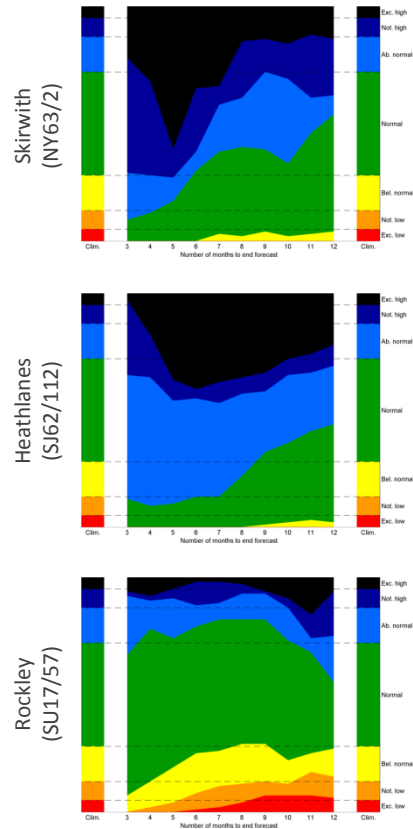 Skirwith
(NY63/2)
Exc. high
Not. high
Ab. normal
Normal
Bel. normal
Not. low
Exc. low
Clim. 3 4 5 6 7 8 9 10 11 12 Clim.
Number of months to end forecast
Heathlanes
(SJ62/112)
Exc. high
Not. high
Ab. normal
Normal
Bel. normal
Not. low
Exc. low
Clim. 3 4 5 6 7 8 9 10 11 12 Clim.
Number of months to end forecast
Rockley
(SU17/57)
Exc. high
Not. high
Ab. normal
Normal
Bel. normal
Not. low
Exc. low
Clim. 3 4 5 6 7 8 9 10 11 12 Clim.
Number of months to end forecast